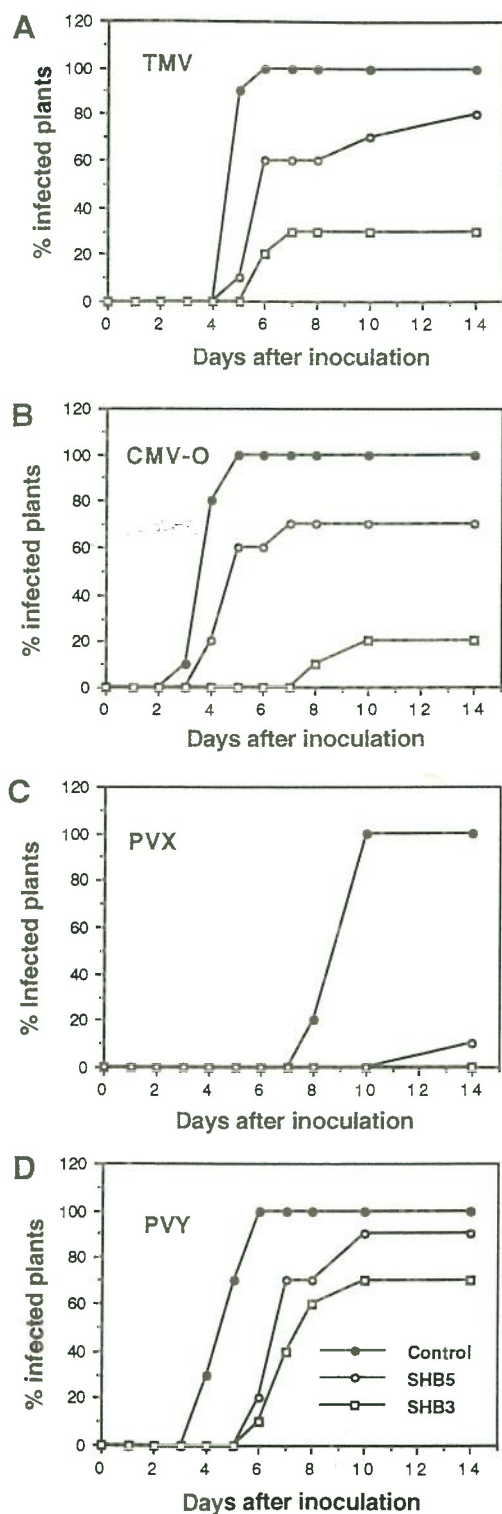 A
TMV
% infected plants
120
100
80
60
40
20
0
0 2 4 6 8 10 12 14
Days after inoculation
B
CMV-O
% infected plants
120
100
80
60
40
20
0
0 2 4 6 8 10 12 14
Days after inoculation
C
PVX
% Infected plants
120
100
80
60
40
20
0
0 2 4 6 8 10 12 14
Days after inoculation
D
PVY
% infected plants
120
100
80
60
40
20
0
Control
SHB5
SHB3
0 2 4 6 8 10 12 14
Days after inoculation